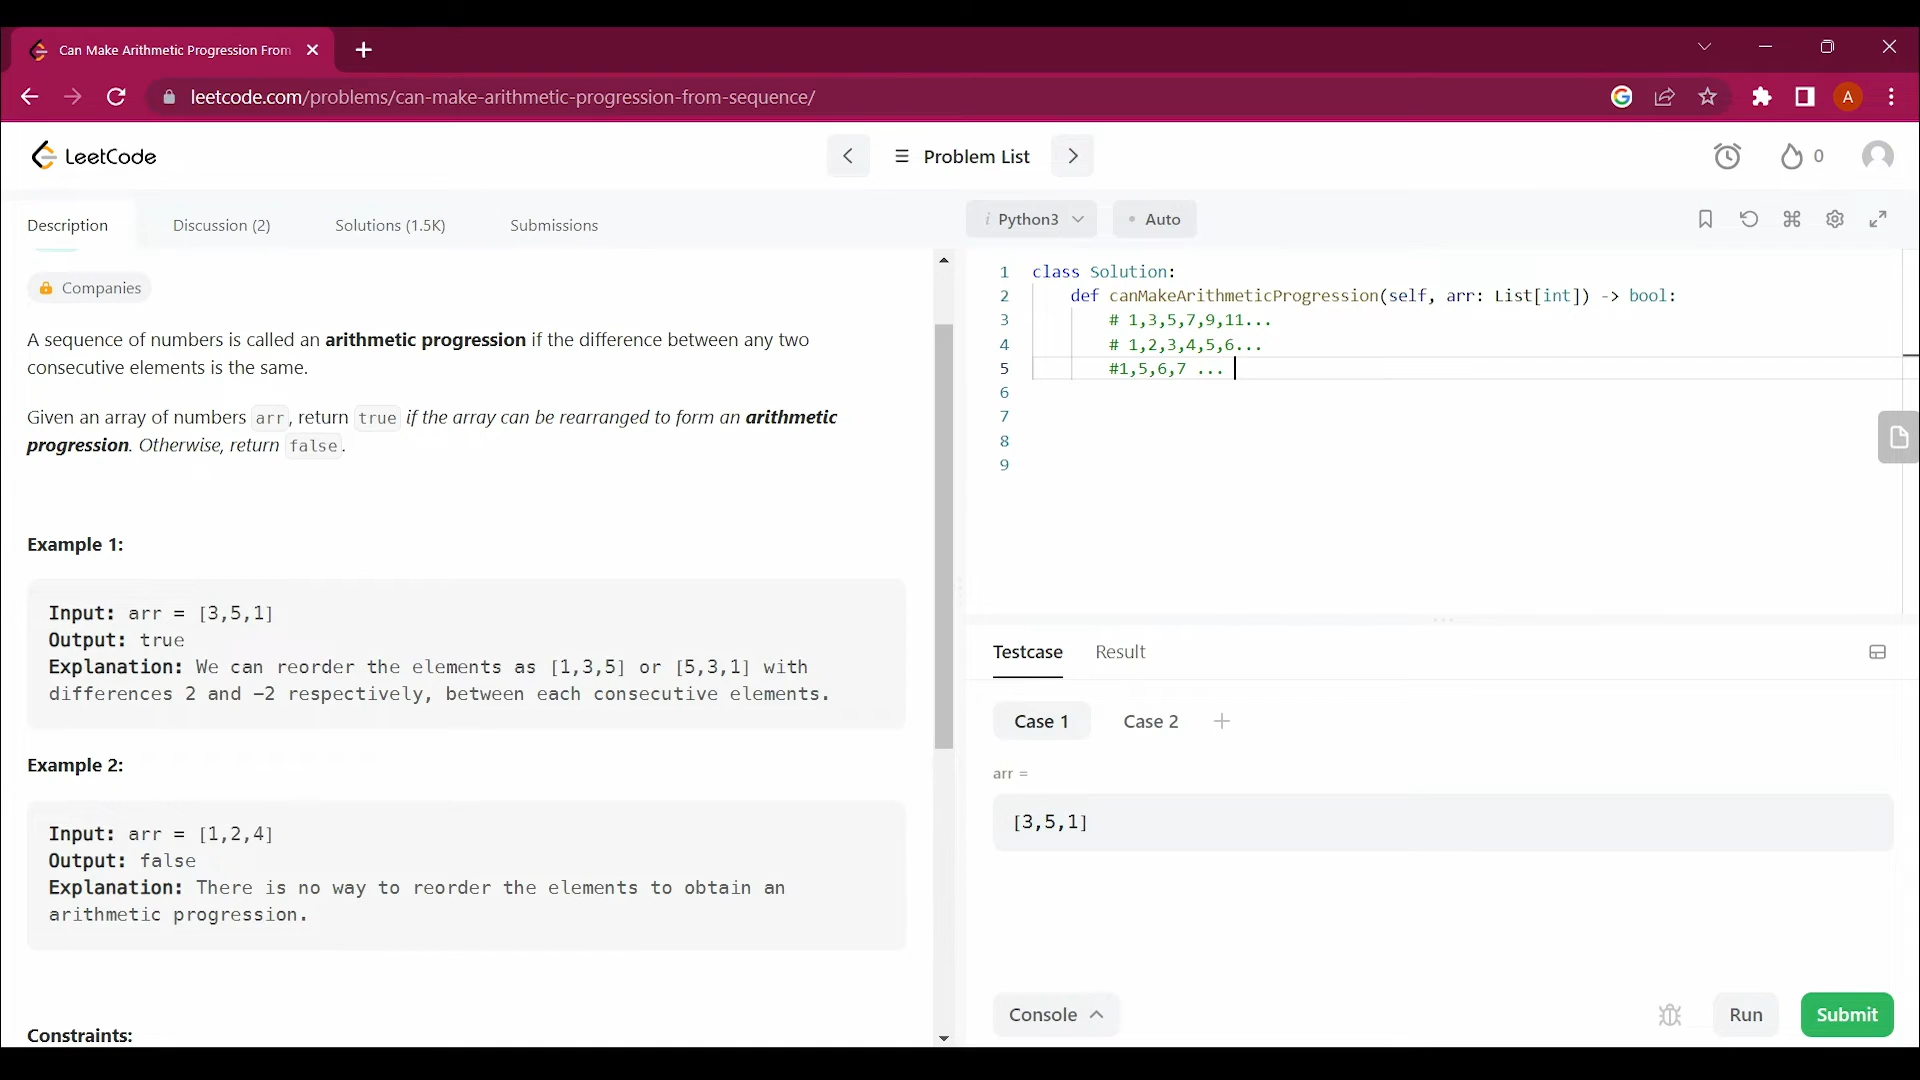 Can Make Arithmetic Progression From
leetcode.com/problems/can-make-arithmetic-progression-from-sequence/
A
LeetCode
Problem List
0
Description
Discussion (2)
Solutions (1.5K)
Submissions
Python3
Auto
Companies
A sequence of numbers is called an arithmetic progression if the difference between any two
consecutive elements is the same.
Given an array of numbers arr, return true if the array can be rearranged to form an arithmetic
progression. Otherwise, return false.
Example 1:
Input: arr = [3,5,1]
Output: true
Explanation: We can reorder the elements as [1,3,5] or [5,3,1] with
differences 2 and -2 respectively, between each consecutive elements.
Example 2:
Input: arr = [1,2,4]
Output: false
Explanation: There is no way to reorder the elements to obtain an
arithmetic progression.
Constraints:
1 class Solution:
2 def canMakeArithmeticProgression(self, arr: List[int]) -> bool:
3 # 1,3,5,7,9,11...
4 # 1,2,3,4,5,6...
5 #1,5,6,7 ...
6
7
8
9
Testcase
Result
Case 1
Case 2
arr =
[3,5,1]
Console
Run
Submit